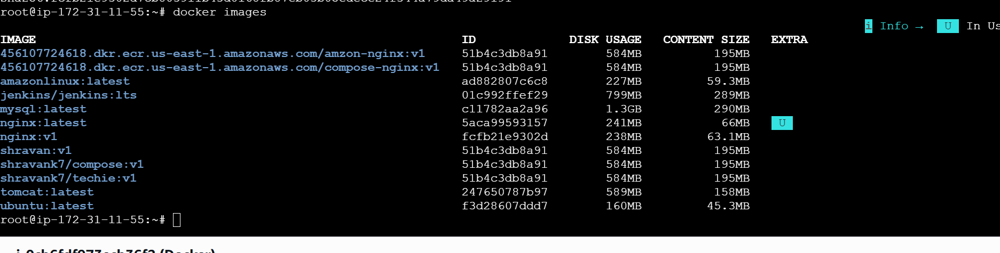 root@ip-172-31-11-55:~# docker images
i Info → U In Us
IMAGE ID DISK USAGE CONTENT SIZE EXTRA
456107724618.dkr.ecr.us-east-1.amazonaws.com/amzon-nginx:v1 51b4c3db8a91 584MB 195MB
456107724618.dkr.ecr.us-east-1.amazonaws.com/compose-nginx:v1 51b4c3db8a91 584MB 195MB
amazonlinux:latest ad882807c6c8 227MB 59.3MB
jenkins/jenkins:lts 01c992ffef29 799MB 289MB
mysql:latest c11782aa2a96 1.3GB 290MB
nginx:latest 5aca99593157 241MB 66MB U
nginx:v1 fcfb21e9302d 238MB 63.1MB
shravan:v1 51b4c3db8a91 584MB 195MB
shravank7/compose:v1 51b4c3db8a91 584MB 195MB
shravank7/techie:v1 51b4c3db8a91 584MB 195MB
tomcat:latest 247650787b97 589MB 158MB
ubuntu:latest f3d28607ddd7 160MB 45.3MB
root@ip-172-31-11-55:~#
(Docker)